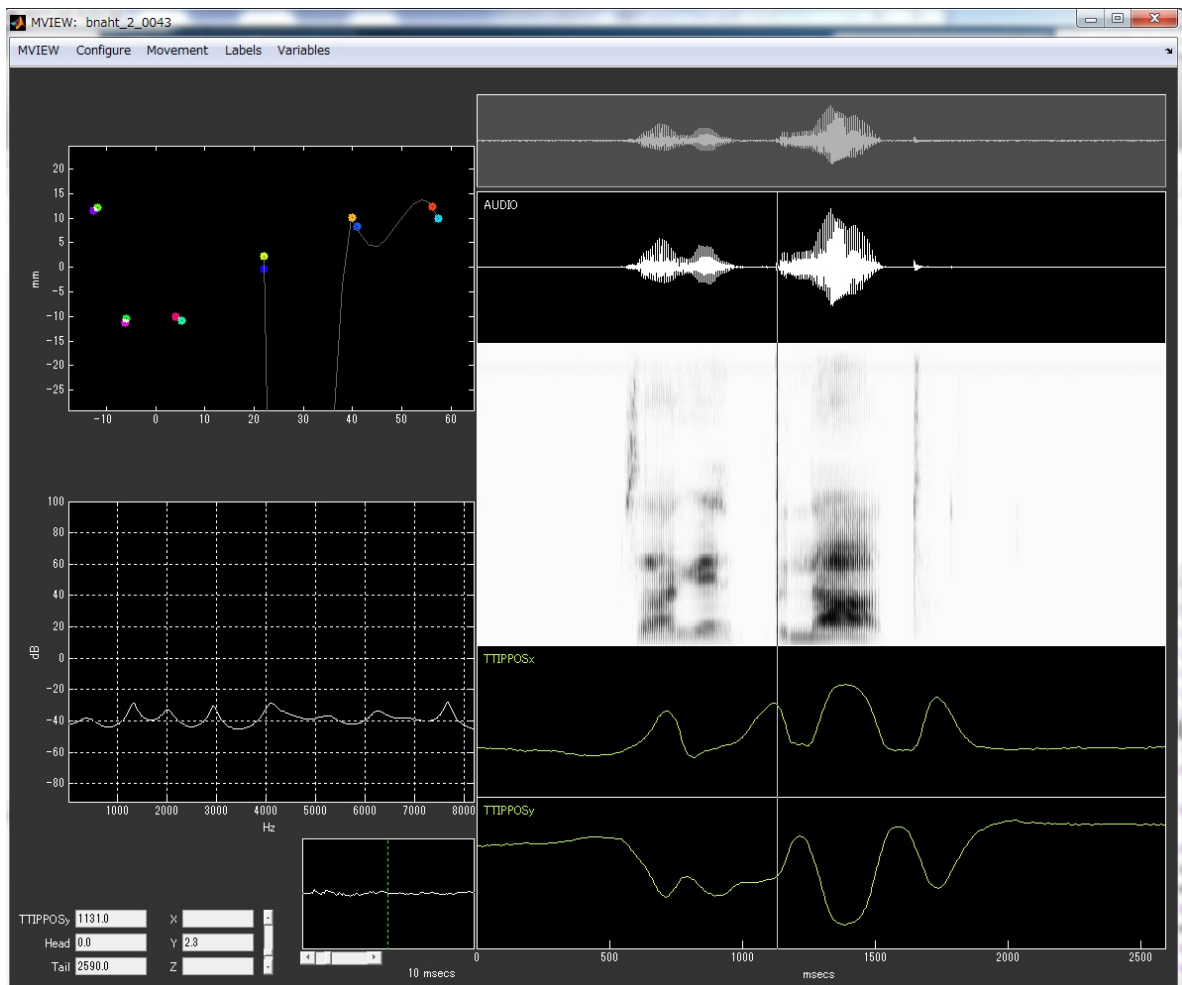 MVIEW: bnaht_2_0043
MVIEW Configure Movement Labels Variables
20
15
10
5
0
-5
-10
-15
-20
-25
mm
-10 0 10 20 30 40 50 60
100
80
60
40
20
0
-20
-40
-60
-80
dB
1000 2000 3000 4000 5000 6000 7000 8000
Hz
TTIPPOSy 1131.0 X
Head 0.0 Y 2.3
Tail 2590.0 Z
10 msecs
AUDIO
TTIPPOSx
TTIPPOSy
0 500 1000 1500 2000 2500
msecs